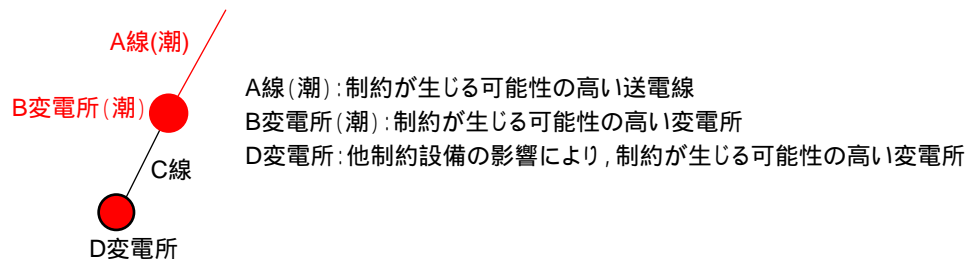 A線(潮)
B変電所(潮)
C線
D変電所
A線(潮):制約が生じる可能性の高い送電線
B変電所(潮):制約が生じる可能性の高い変電所
D変電所:他制約設備の影響により,制約が生じる可能性の高い変電所